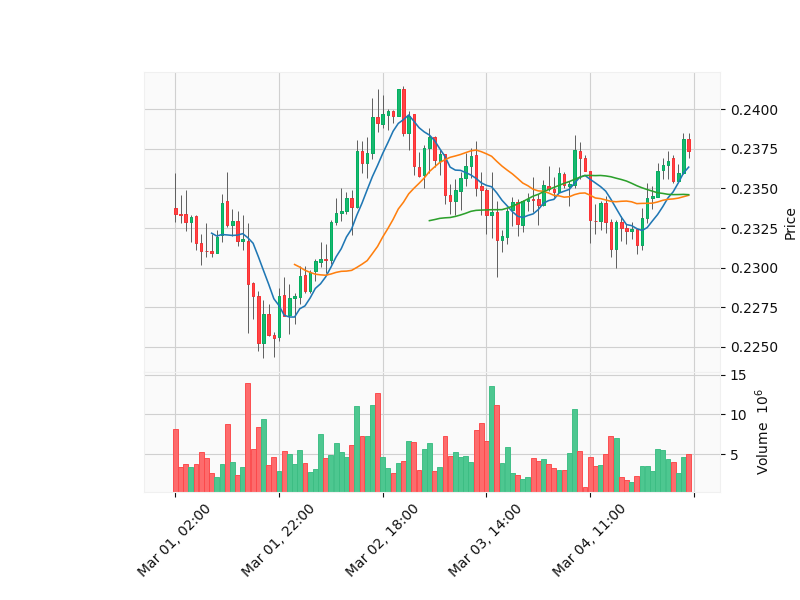 0.2400
0.2375
0.2350
0.2325
0.2300
0.2275
0.2250
Price
15
10
5
Volume 10⁶
Mar 01, 02:00
Mar 01, 22:00
Mar 02, 18:00
Mar 03, 14:00
Mar 04, 11:00